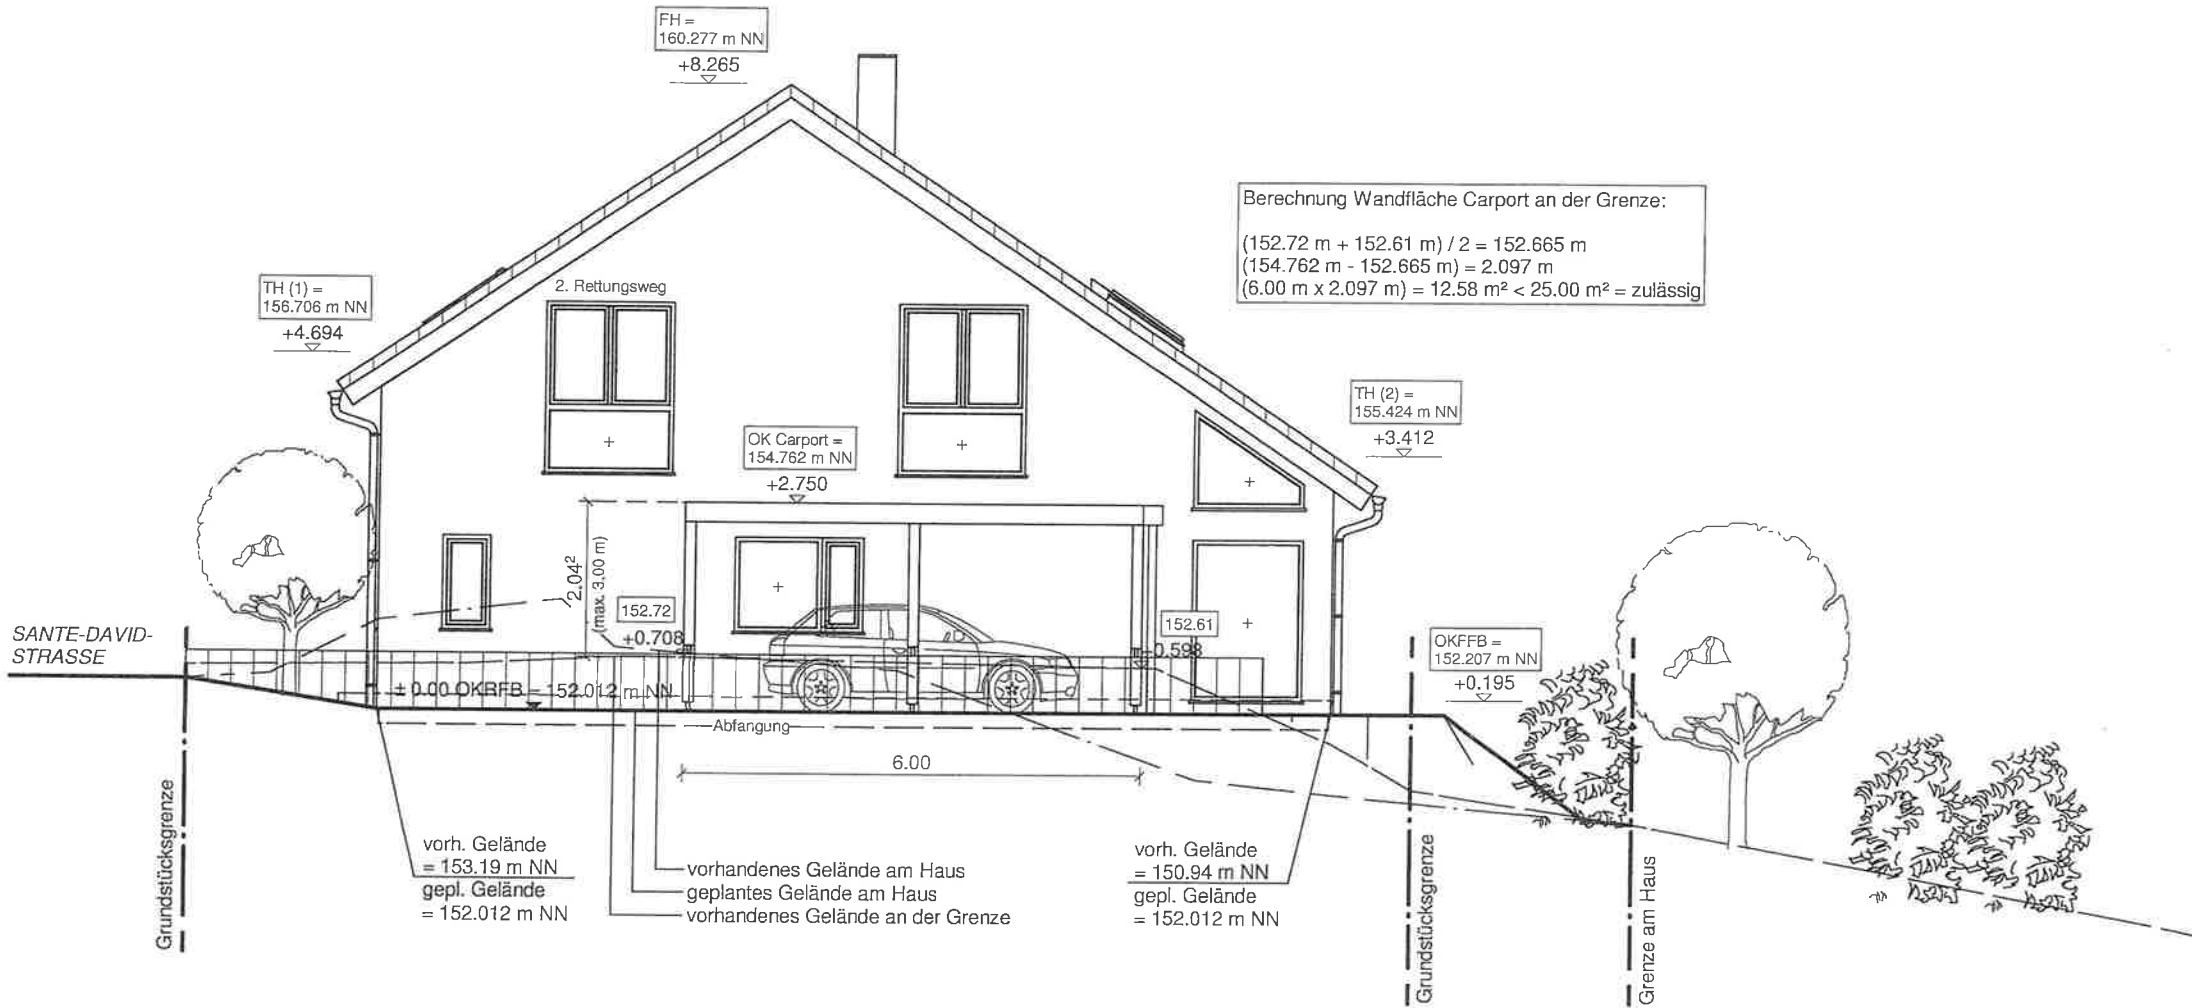 FH =
160.277 m NN
+8.265
Berechnung Wandfläche Carport an der Grenze:
(152.72 m + 152.61 m) / 2 = 152.665 m
(154.762 m - 152.665 m) = 2.097 m
(6.00 m x 2.097 m) = 12.58 m² < 25.00 m² = zulässig
TH (1) =
156.706 m NN
+4.694
2. Rettungsweg
TH (2) =
155.424 m NN
+3.412
OK Carport =
154.762 m NN
+2.750
2.04²
(max. 3,00 m)
152.72
+0.708
152.61
0.598
SANTE-DAVID-
STRASSE
OKFFB =
152.207 m NN
+0.195
± 0.00 OKRFB = 152.012 m NN
Abfangung
6.00
vorh. Gelände
= 153.19 m NN
gepl. Gelände
= 152.012 m NN
vorhandenes Gelände am Haus
geplantes Gelände am Haus
vorhandenes Gelände an der Grenze
vorh. Gelände
= 150.94 m NN
gepl. Gelände
= 152.012 m NN
Grundstücksgrenze
Grundstücksgrenze
Grenze am Haus